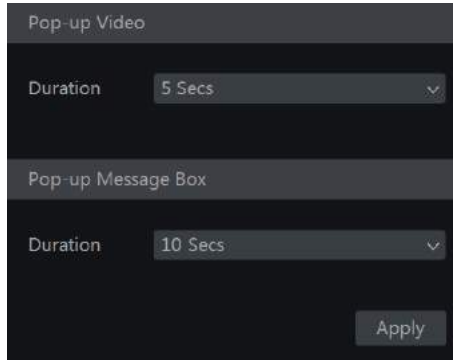 Pop-up Video
Duration 5 Secs
Pop-up Message Box
Duration 10 Secs
Apply